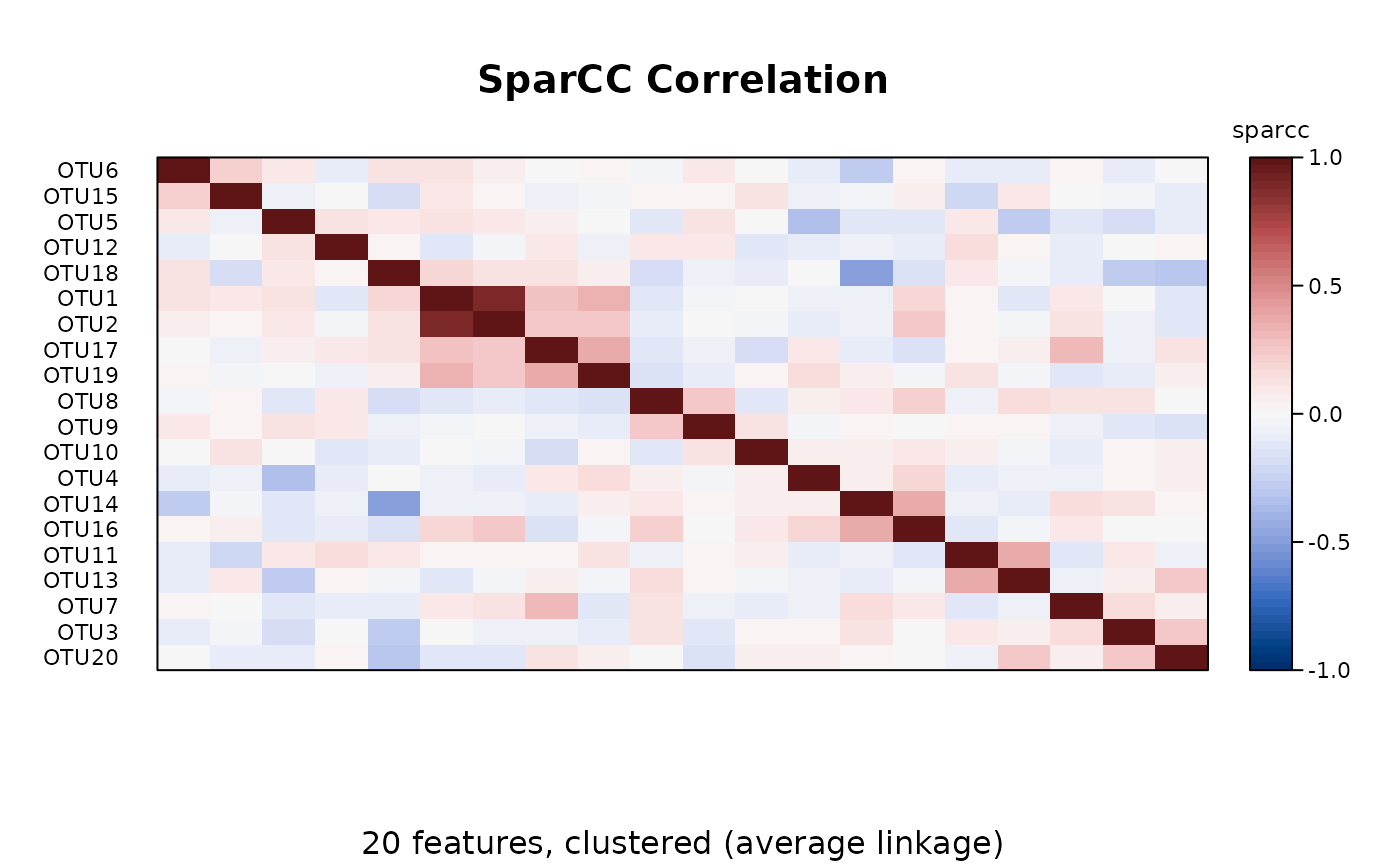 SparCC Correlation
sparcc
OTU6
OTU15
OTU5
OTU12
OTU18
OTU1
OTU2
OTU17
OTU19
OTU8
OTU9
OTU10
OTU4
OTU14
OTU16
OTU11
OTU13
OTU7
OTU3
OTU20
1.0
0.5
0.0
-0.5
-1.0
20 features, clustered (average linkage)